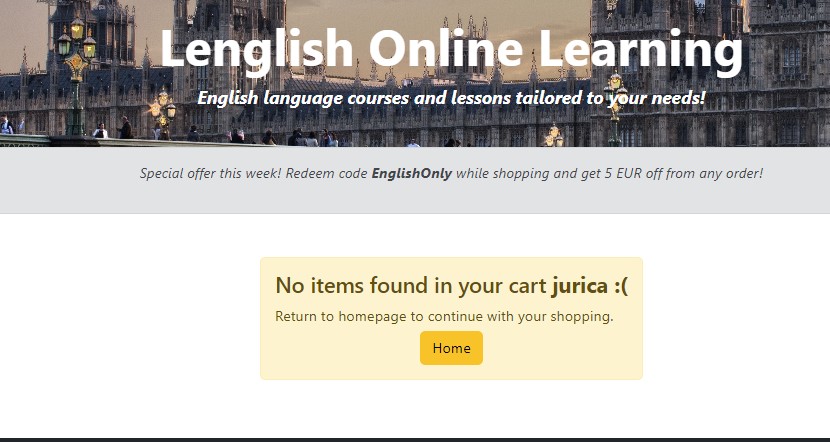 Lenglish Online Learning
English language courses and lessons tailored to your needs!
Special offer this week! Redeem code EnglishOnly while shopping and get 5 EUR off from any order!
No items found in your cart jurica :(
Return to homepage to continue with your shopping.
Home